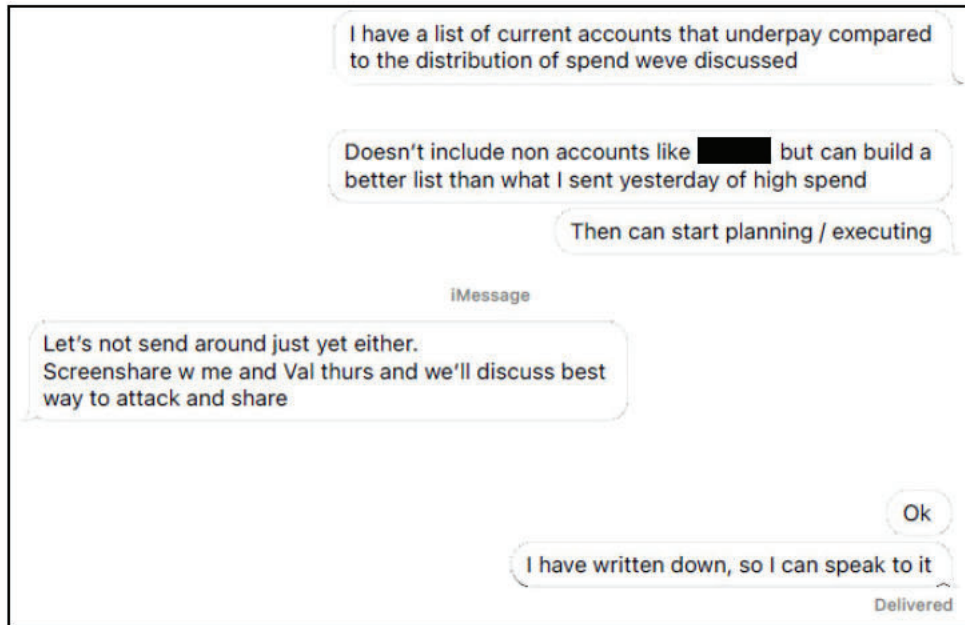 I have a list of current accounts that underpay compared
to the distribution of spend weve discussed
Doesn't include non accounts like but can build a
better list than what I sent yesterday of high spend
Then can start planning / executing
iMessage
Let's not send around just yet either.
Screenshare w me and Val thurs and we'll discuss best
way to attack and share
Ok
I have written down, so I can speak to it
Delivered